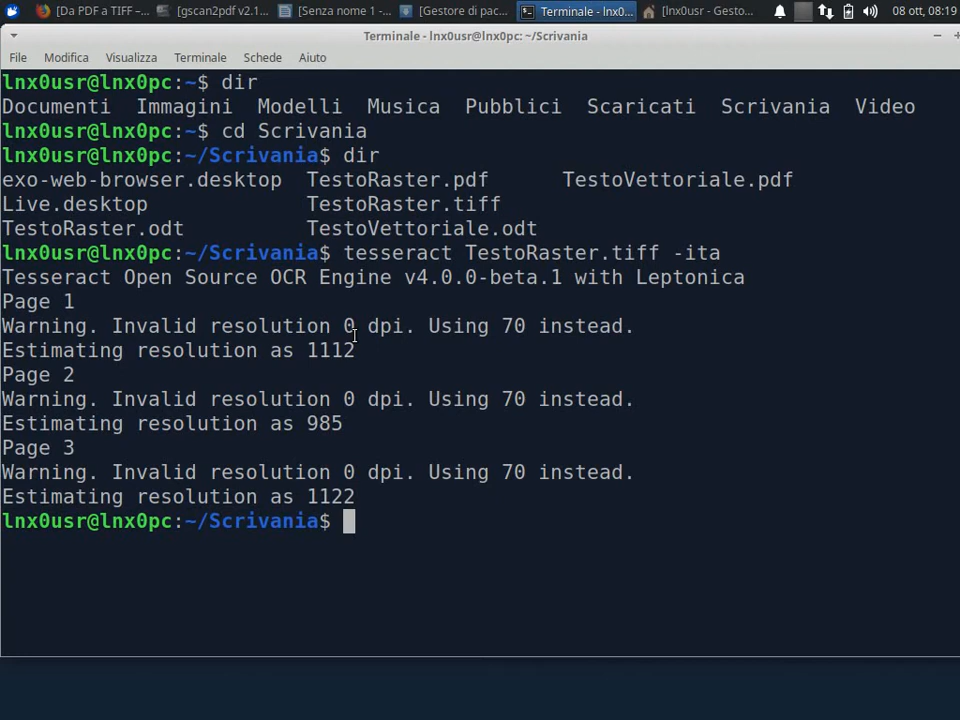 [Da PDF a TIFF –...
[gscan2pdf v2.1...
[Senza nome 1 -...
[Gestore di pac...
Terminale - lnx0...
[lnx0usr - Gesto...
08 ott, 08:19
Terminale - lnx0usr@lnx0pc: ~/Scrivania
File Modifica Visualizza Terminale Schede Aiuto
lnx0usr@lnx0pc:~$ dir
Documenti Immagini Modelli Musica Pubblici Scaricati Scrivania Video
lnx0usr@lnx0pc:~$ cd Scrivania
lnx0usr@lnx0pc:~/Scrivania$ dir
exo-web-browser.desktop TestoRaster.pdf TestoVettoriale.pdf
Live.desktop TestoRaster.tiff
TestoRaster.odt TestoVettoriale.odt
lnx0usr@lnx0pc:~/Scrivania$ tesseract TestoRaster.tiff -ita
Tesseract Open Source OCR Engine v4.0.0-beta.1 with Leptonica
Page 1
Warning. Invalid resolution 0 dpi. Using 70 instead.
Estimating resolution as 1112
Page 2
Warning. Invalid resolution 0 dpi. Using 70 instead.
Estimating resolution as 985
Page 3
Warning. Invalid resolution 0 dpi. Using 70 instead.
Estimating resolution as 1122
lnx0usr@lnx0pc:~/Scrivania$